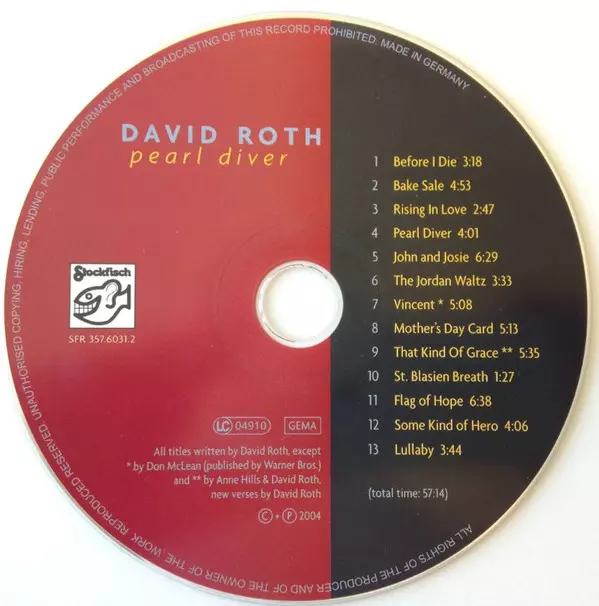 ALL RIGHTS OF THE PRODUCER AND OF THE OWNER OF THE WORK REPRODUCED RESERVED. UNAUTHORISED COPYING, HIRING, LENDING, PUBLIC PERFORMANCE AND BROADCASTING OF THIS RECORD PROHIBITED. MADE IN GERMANY
DAVID ROTH
pearl diver
Stockfisch
SFR 357.6031.2
LC 04910 GEMA
All titles written by David Roth, except
* by Don McLean (published by Warner Bros.)
and ** by Anne Hills & David Roth,
new verses by David Roth
C + P 2004
1 Before I Die 3:18
2 Bake Sale 4:53
3 Rising In Love 2:47
4 Pearl Diver 4:01
5 John and Josie 6:29
6 The Jordan Waltz 3:33
7 Vincent * 5:08
8 Mother's Day Card 5:13
9 That Kind Of Grace ** 5:35
10 St. Blasien Breath 1:27
11 Flag of Hope 6:38
12 Some Kind of Hero 4:06
13 Lullaby 3:44
(total time: 57:14)